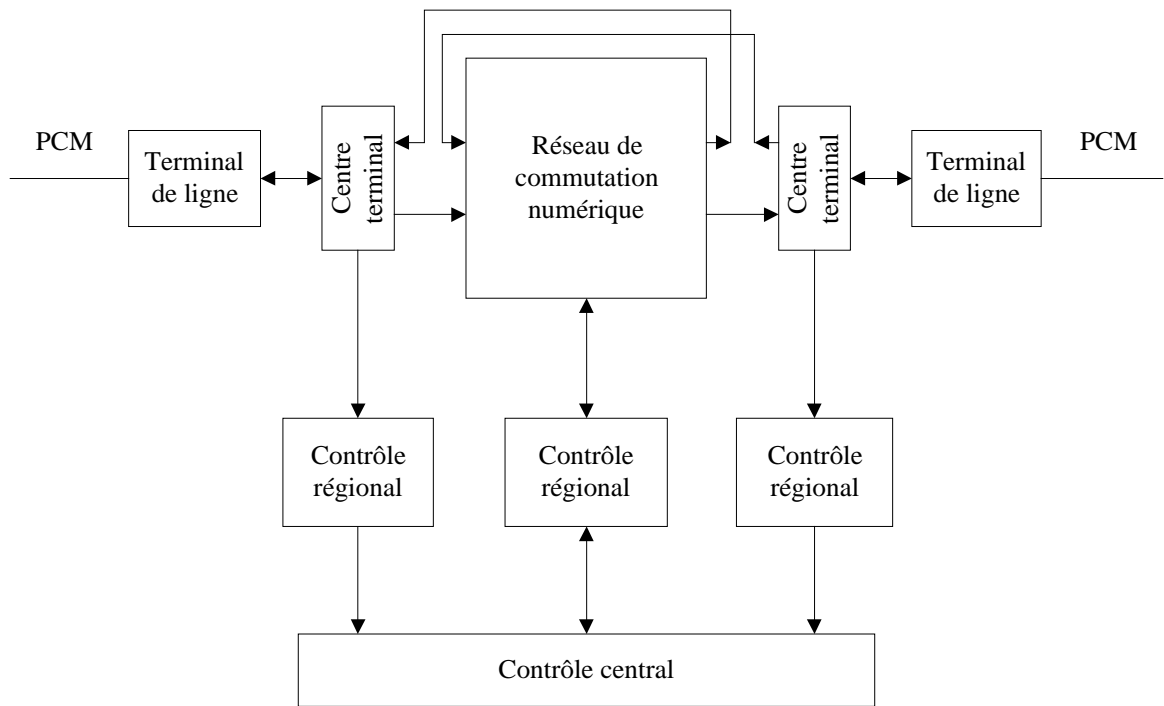 PCM
Terminal
de ligne
Centre
terminal
Réseau de
commutation
numérique
Centre
terminal
Terminal
de ligne
PCM
Contrôle
régional
Contrôle
régional
Contrôle
régional
Contrôle central